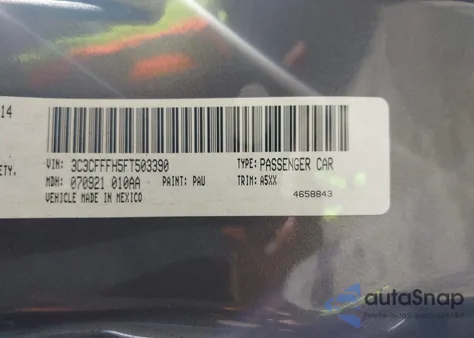 14
VIN: 3C3CFFFH5FT503390 TYPE: PASSENGER CAR
ETY.
MDH: 070921 010AA PAINT: PAU TRIM: A5XX
VEHICLE MADE IN MEXICO 4658843
autaSnap